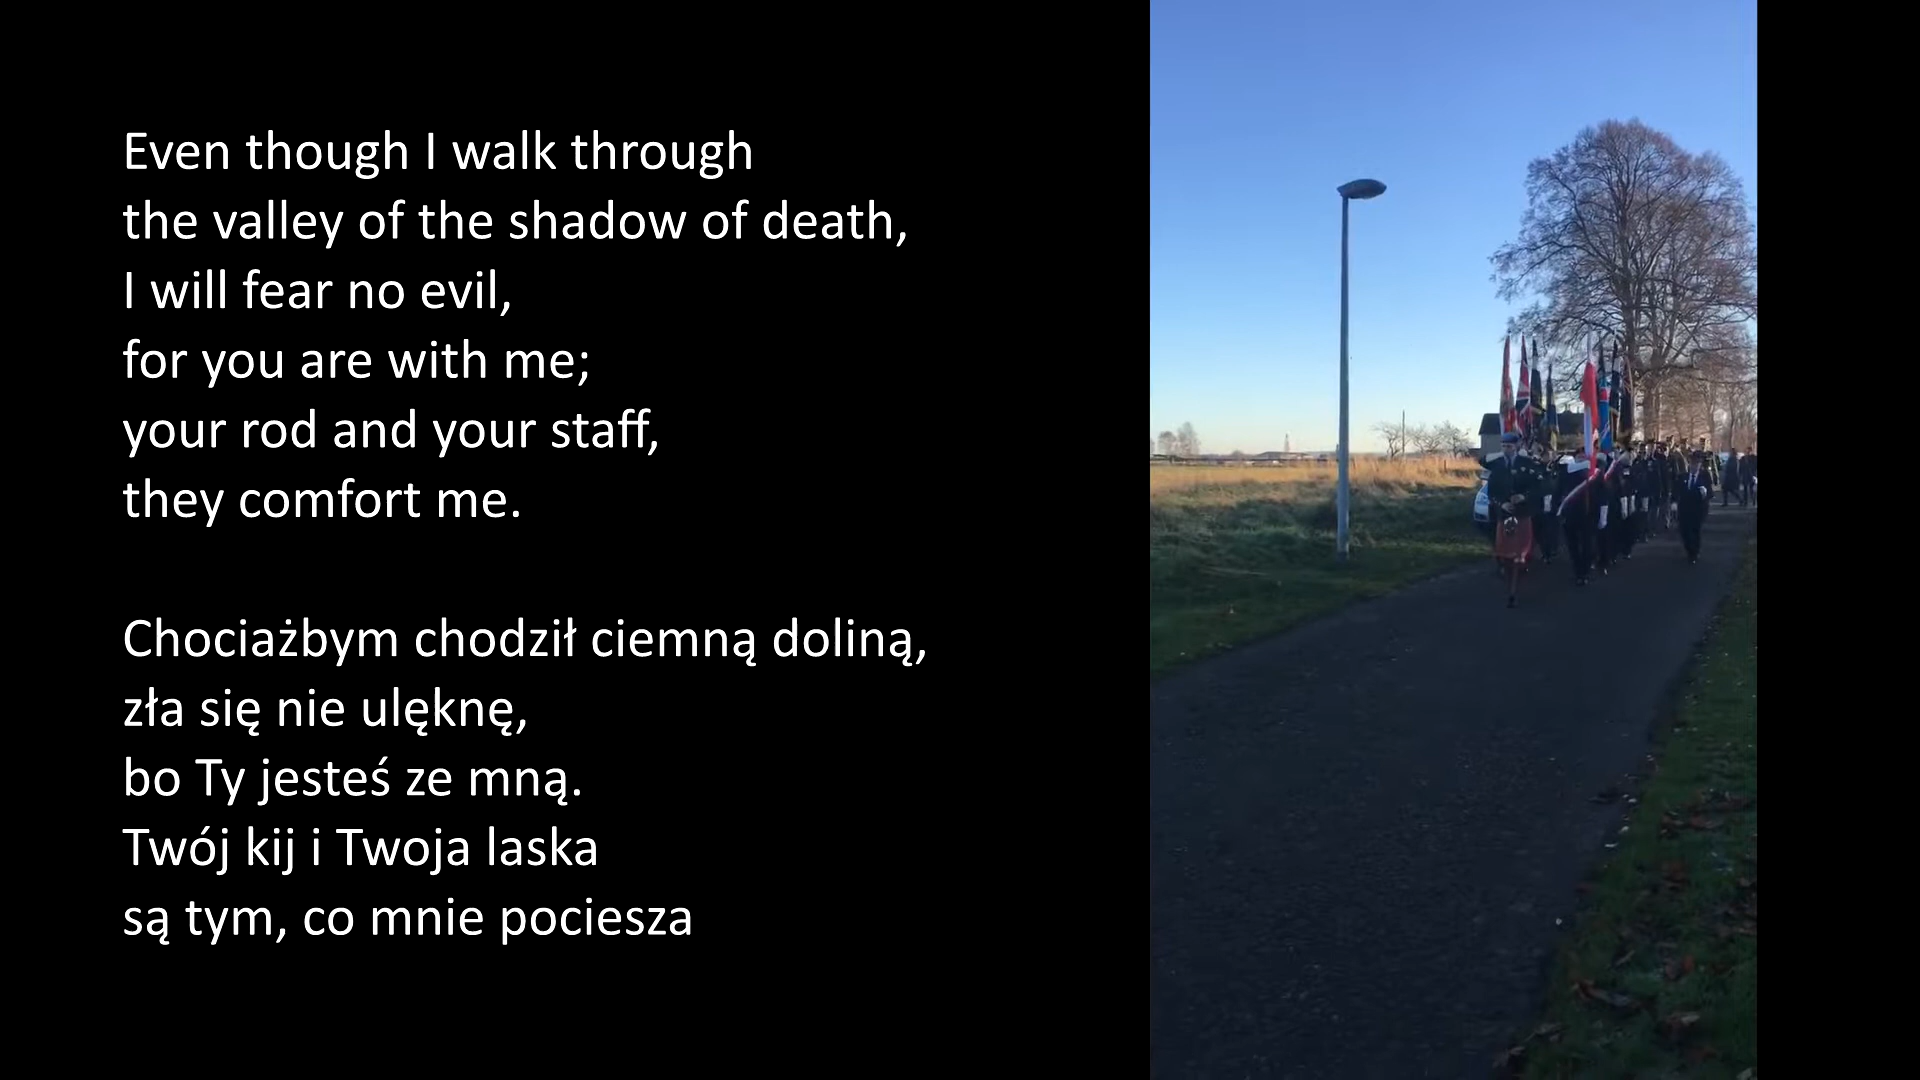 Even though I walk through
the valley of the shadow of death,
I will fear no evil,
for you are with me;
your rod and your staff,
they comfort me.
Chociażbym chodził ciemną doliną,
zła się nie ulęknę,
bo Ty jesteś ze mną.
Twój kij i Twoja laska
są tym, co mnie pociesza